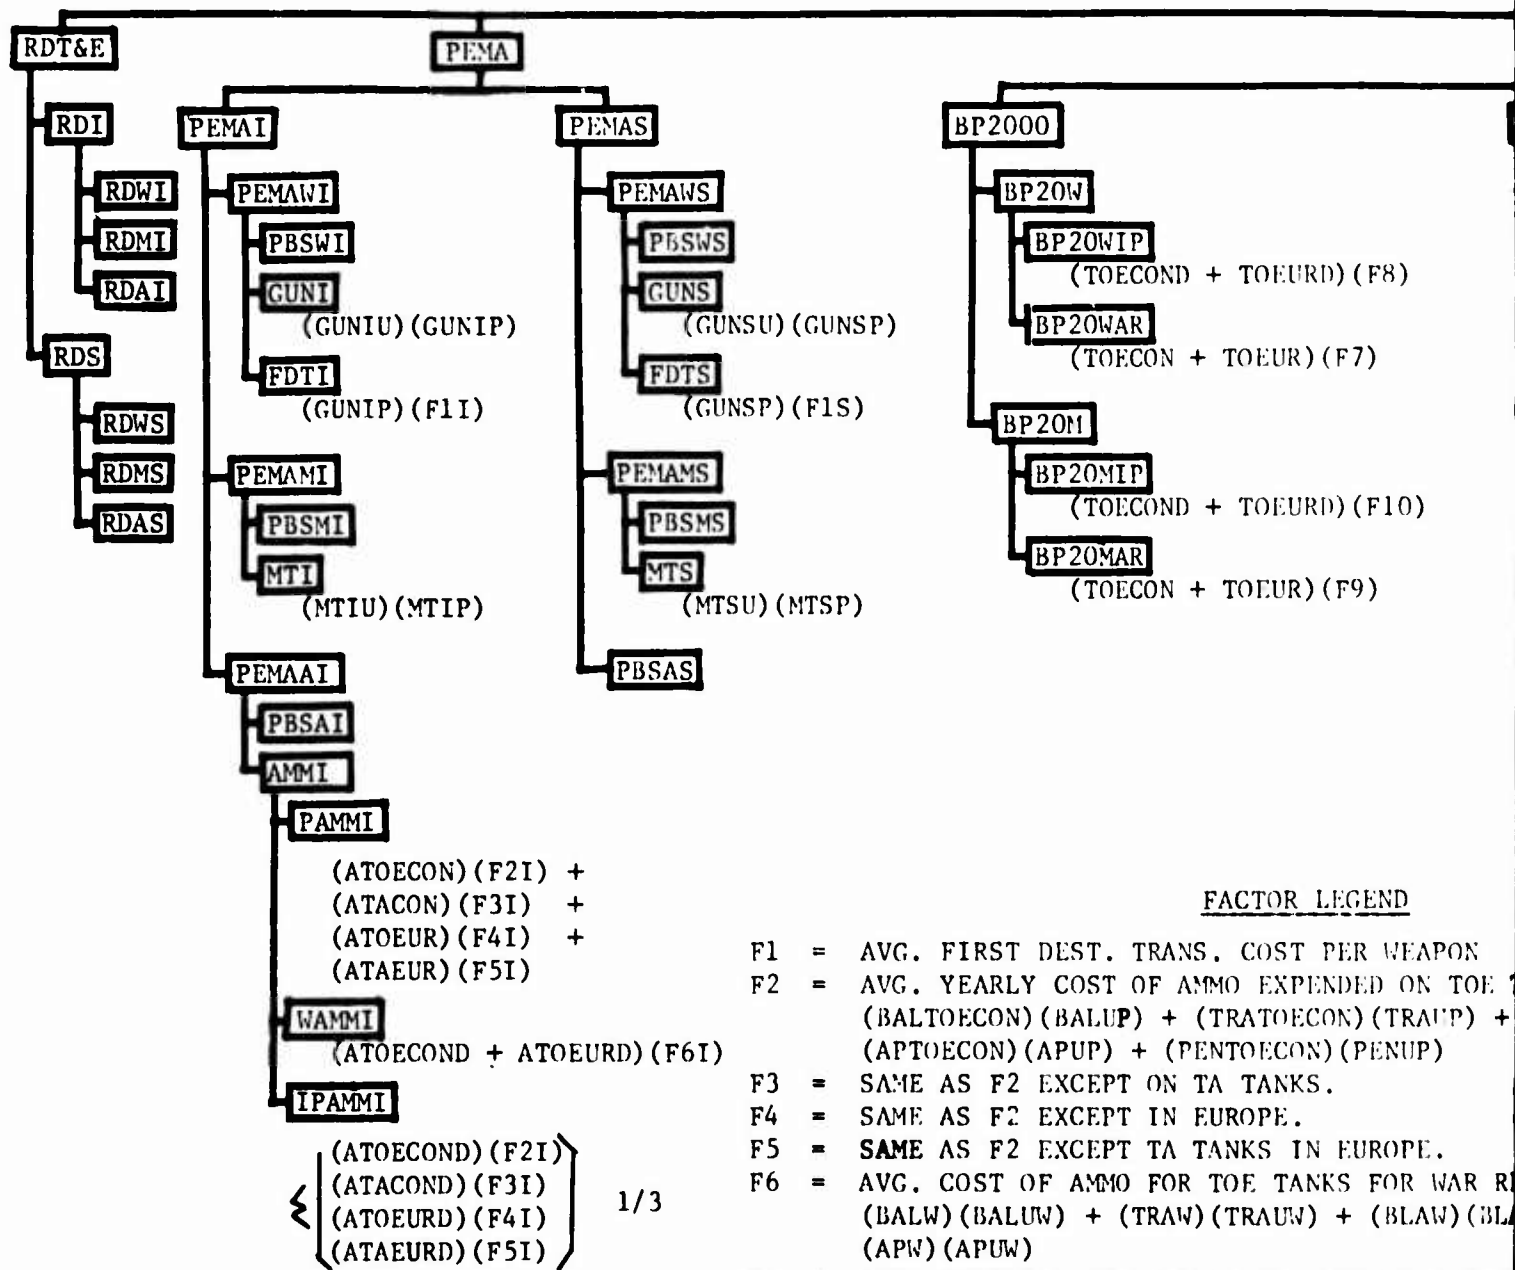 RDT&E
PEMA
RDI
RDWI
RDMI
RDAI
RDS
RDWS
RDMS
RDAS
PEMAI
PEMAWI
PBSWI
GUNI
(GUNIU)(GUNIP)
FDTI
(GUNIP)(F1I)
PEMAMI
PBSMI
MTI
(MTIU)(MTIP)
PEMAAI
PBSAI
AMMI
PAMMI
(ATOECON)(F2I) +
(ATACON)(F3I) +
(ATOEUR)(F4I) +
(ATAEUR)(F5I)
WAMMI
(ATOECOND + ATOEURD)(F6I)
IPAMMI
(ATOECOND)(F2I)
(ATACOND)(F3I)
(ATOEURD)(F4I)
(ATAEURD)(F5I)
1/3
PEMAS
PEMAWS
PBSWS
GUNS
(GUNSU)(GUNSP)
FDTS
(GUNSP)(F1S)
PEMAMS
PBSMS
MTS
(MTSU)(MTSP)
PBSAS
BP2000
BP20W
BP20WIP
(TOECOND + TOEURD)(F8)
BP20WAR
(TOECON + TOEUR)(F7)
BP20M
BP20MIP
(TOECOND + TOEURD)(F10)
BP20MAR
(TOECON + TOEUR)(F9)
FACTOR LEGEND
F1 = AVG. FIRST DEST. TRANS. COST PER WEAPON
F2 = AVG. YEARLY COST OF AMMO EXPENDED ON TOE
(BALTOECON)(BALUP) + (TRATOECON)(TRAUP) +
(APTOECON)(APUP) + (PENTOECON)(PENUP)
F3 = SAME AS F2 EXCEPT ON TA TANKS.
F4 = SAME AS F2 EXCEPT IN EUROPE.
F5 = SAME AS F2 EXCEPT TA TANKS IN EUROPE.
F6 = AVG. COST OF AMMO FOR TOE TANKS FOR WAR
(BALW)(BALUW) + (TRAW)(TRAUW) + (BLAW)
(APW)(APUW)